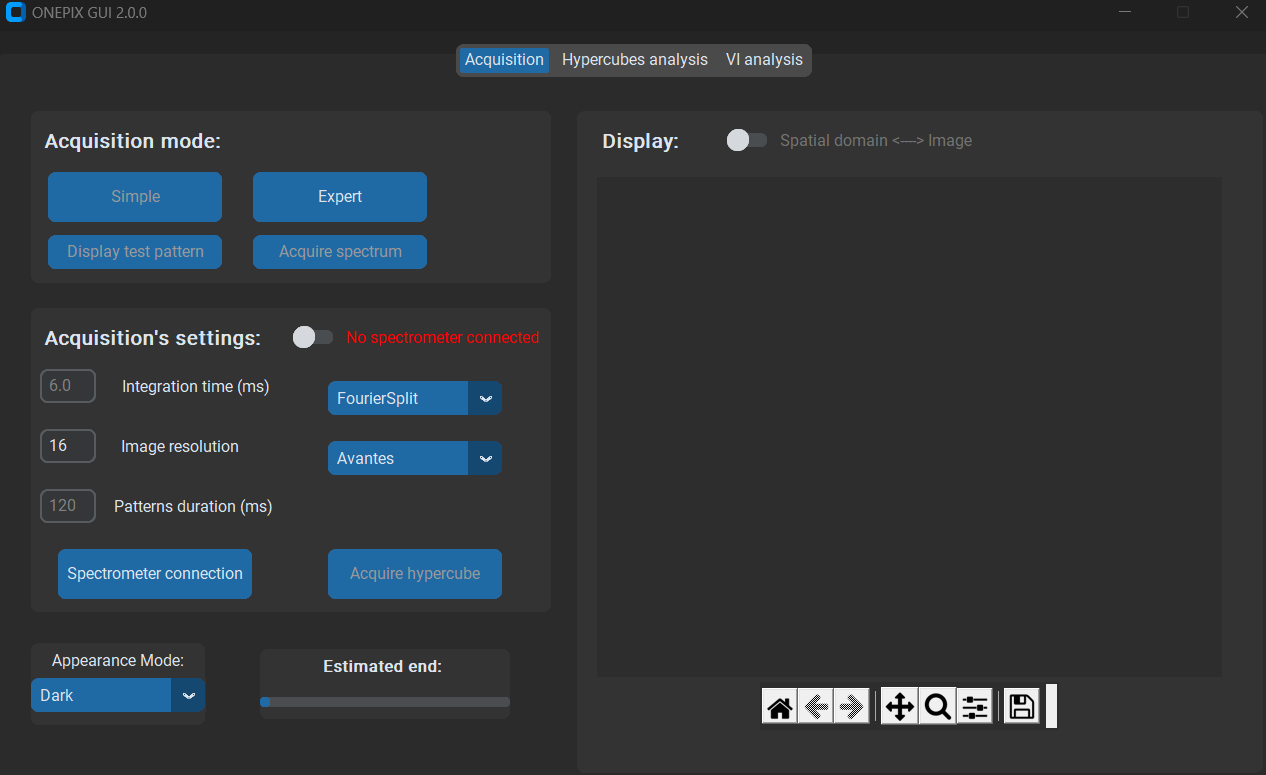 ONEPIX GUI 2.0.0
Acquisition
Hypercubes analysis
VI analysis
Acquisition mode:
Simple
Expert
Display test pattern
Acquire spectrum
Acquisition's settings:
No spectrometer connected
6.0
Integration time (ms)
FourierSplit
16
Image resolution
Avantes
120
Patterns duration (ms)
Spectrometer connection
Acquire hypercube
Appearance Mode:
Dark
Estimated end:
Display:
Spatial domain <---> Image